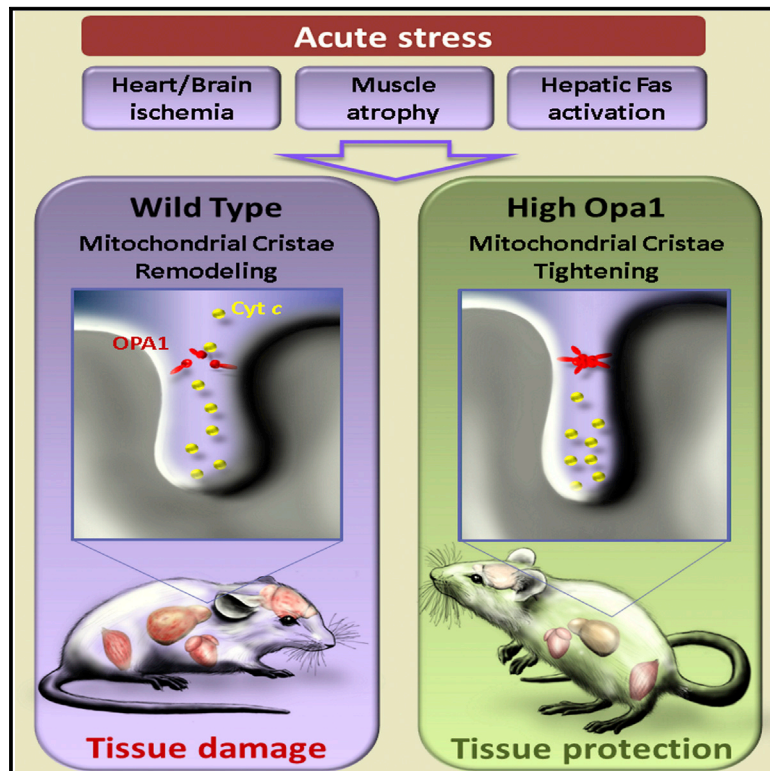 Acute stress
Heart/Brain
ischemia
Muscle
atrophy
Hepatic Fas
activation
Wild Type
Mitochondrial Cristae
Remodeling
Cyt c
OPA1
Tissue damage
High Opa1
Mitochondrial Cristae
Tightening
Tissue protection